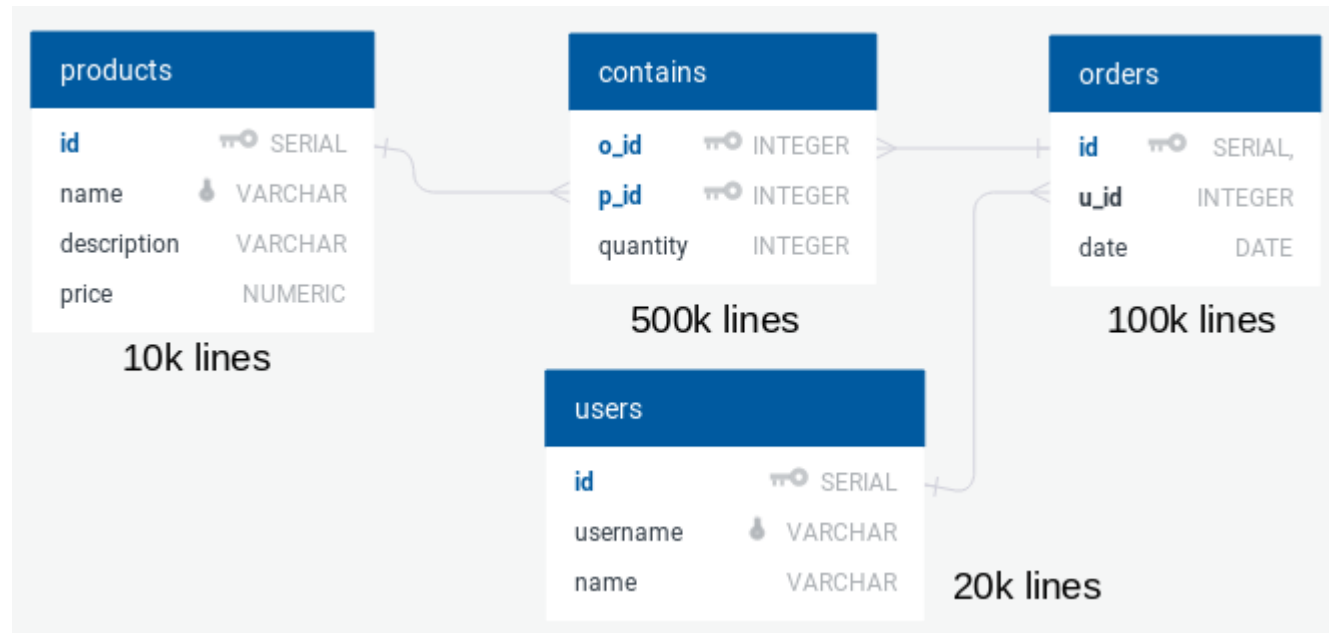 products
id SERIAL
name VARCHAR
description VARCHAR
price NUMERIC
10k lines
contains
o_id INTEGER
p_id INTEGER
quantity INTEGER
500k lines
orders
id SERIAL,
u_id INTEGER
date DATE
100k lines
users
id SERIAL
username VARCHAR
name VARCHAR
20k lines